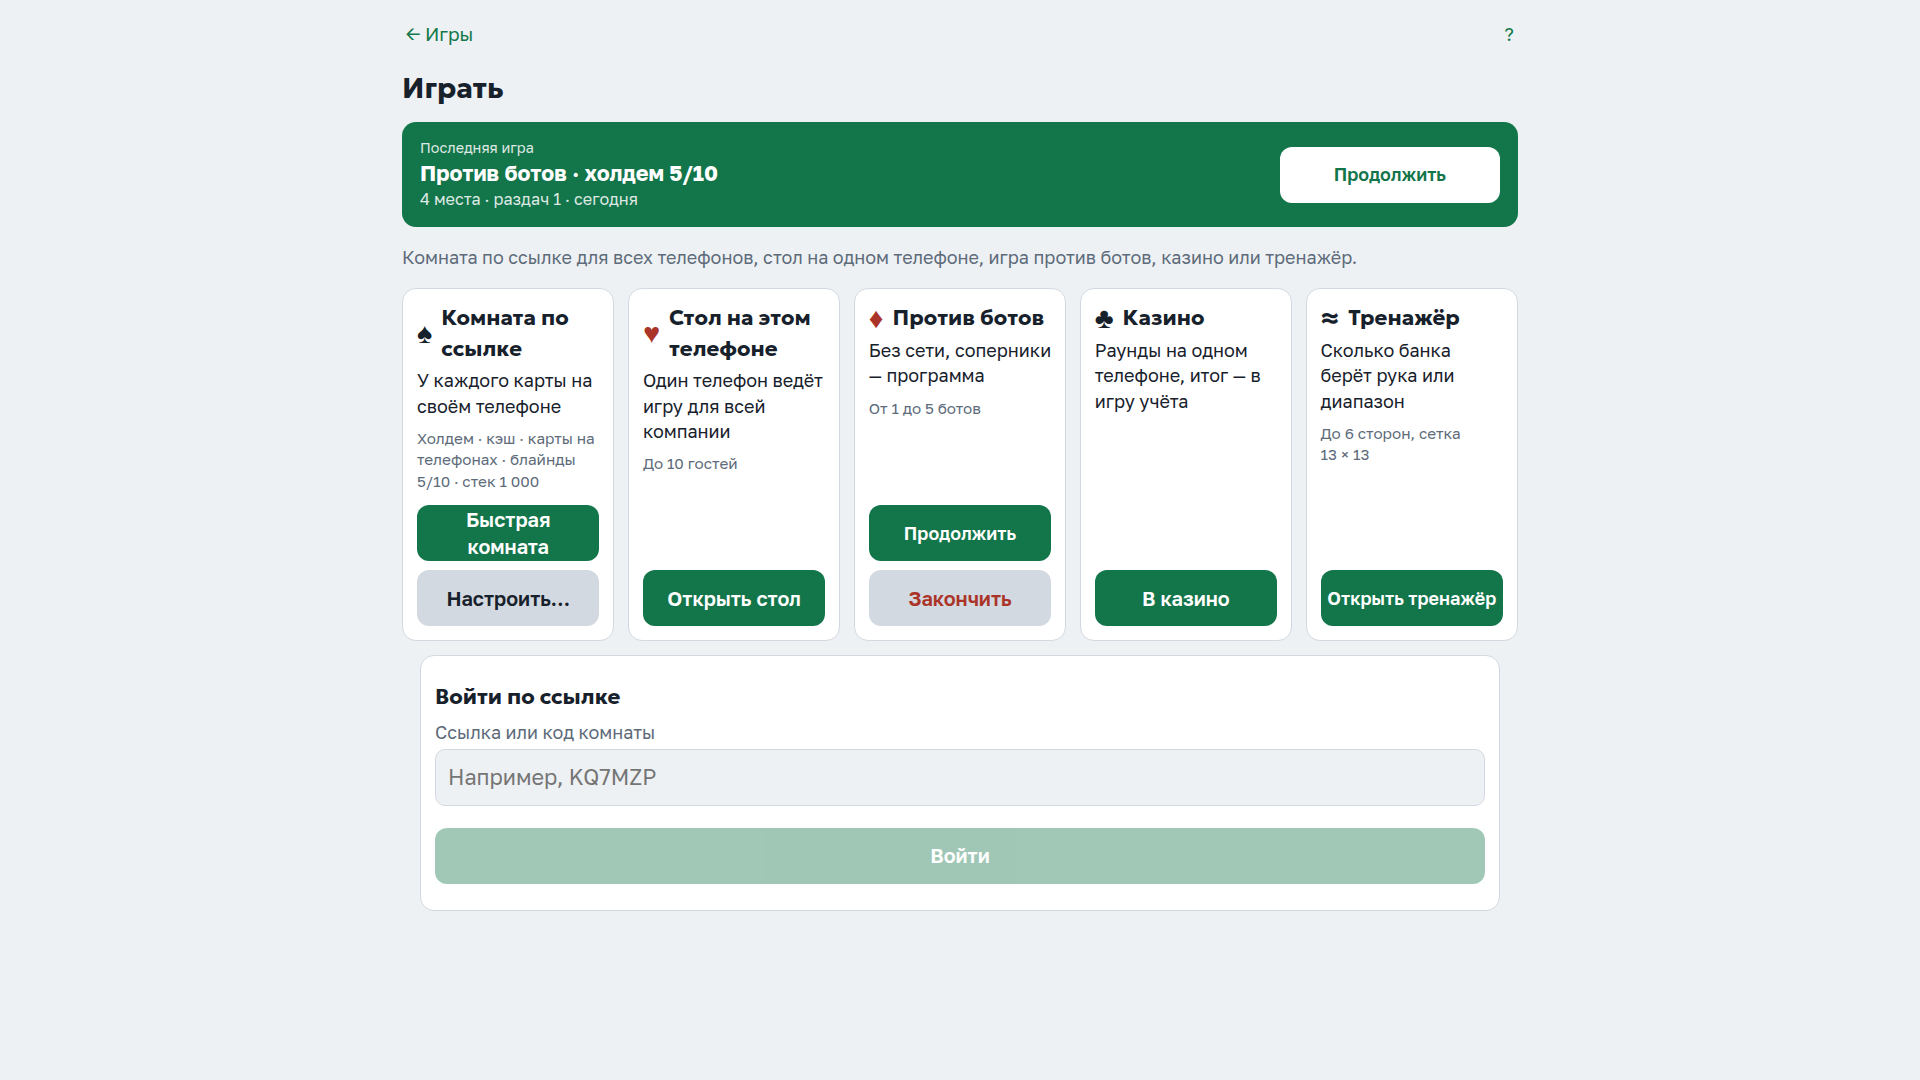 ← Игры
?
Играть
Последняя игра
Против ботов · холдем 5/10
4 места · раздач 1 · сегодня
Продолжить
Комната по ссылке для всех телефонов, стол на одном телефоне, игра против ботов, казино или тренажёр.
♠ Комната по
ссылке
У каждого карты на
своём телефоне
Холдем · кэш · карты на
телефонах · блайнды
5/10 · стек 1 000
Быстрая
комната
Настроить...
♥ Стол на этом
телефоне
Один телефон ведёт
игру для всей
компании
До 10 гостей
Открыть стол
♦ Против ботов
Без сети, соперники
— программа
От 1 до 5 ботов
Продолжить
Закончить
♣ Казино
Раунды на одном
телефоне, итог — в
игру учёта
В казино
≈ Тренажёр
Сколько банка
берёт рука или
диапазон
До 6 сторон, сетка
13 × 13
Открыть тренажёр
Войти по ссылке
Ссылка или код комнаты
Например, KQ7MZP
Войти